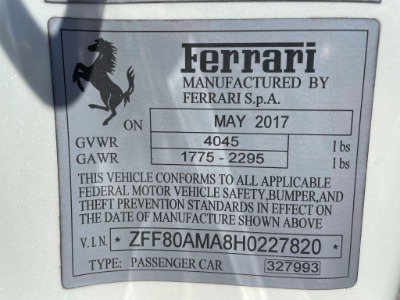 Ferrari
MANUFACTURED BY
FERRARI S.p.A.
ON MAY 2017
GVWR 4045 lbs
GAWR 1775-2295 lbs
THIS VEHICLE CONFORMS TO ALL APPLICABLE
FEDERAL MOTOR VEHICLE SAFETY,BUMPER,AND
THEFT PREVENTION STANDARDS IN EFFECT ON
THE DATE OF MANUFACTURE SHOWN ABOVE.
V.I.N. * ZFF80AMA8H0227820 *
TYPE: PASSENGER CAR 327993